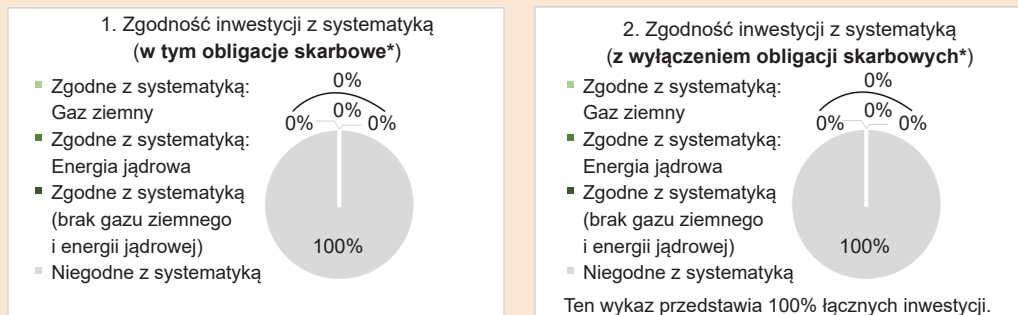 1. Zgodność inwestycji z systematyką
(w tym obligacje skarbowe*)
Zgodne z systematyką:
Gaz ziemny
Zgodne z systematyką:
Energia jądrowa
Zgodne z systematyką
(brak gazu ziemnego
i energii jądrowej)
Niegodne z systematyką
0%
0%
0%
0%
100%
2. Zgodność inwestycji z systematyką
(z wyłączeniem obligacji skarbowych*)
Zgodne z systematyką:
Gaz ziemny
Zgodne z systematyką:
Energia jądrowa
Zgodne z systematyką
(brak gazu ziemnego
i energii jądrowej)
Niegodne z systematyką
0%
0%
0%
0%
100%
Ten wykaz przedstawia 100% łącznych inwestycji.